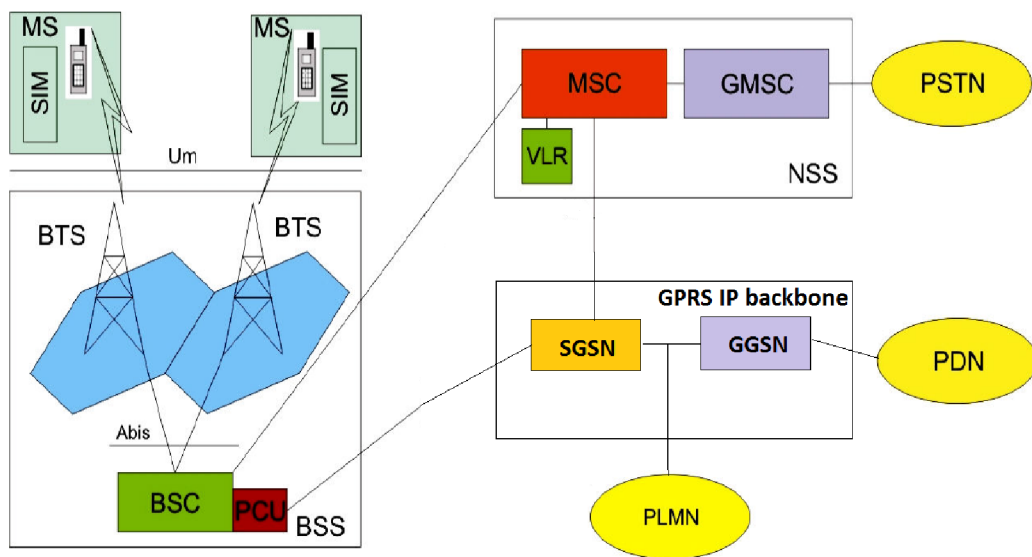 MS
SIM
MS
SIM
Um
BTS
BTS
Abis
BSC
PCU
BSS
MSC
GMSC
VLR
NSS
PSTN
GPRS IP backbone
SGSN
GGSN
PDN
PLMN